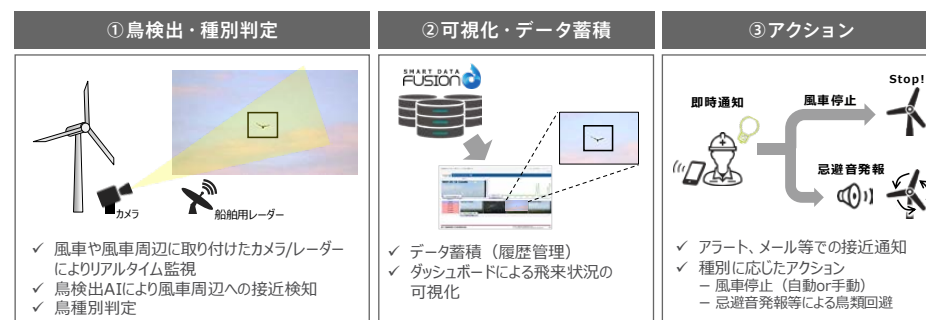 ①鳥検出・種別判定
カメラ
船舶用レーダー
✓ 風車や風車周辺に取り付けたカメラ/レーダー
によりリアルタイム監視
✓ 鳥検出AIにより風車周辺への接近検知
✓ 鳥種別判定
②可視化・データ蓄積
SMART DATA
FUSION
✓ データ蓄積（履歴管理）
✓ ダッシュボードによる飛来状況の
可視化
③アクション
Stop!
即時通知
風車停止
忌避音発報
✓ アラート、メール等での接近通知
✓ 種別に応じたアクション
－ 風車停止（自動or手動）
－ 忌避音発報等による鳥類回避